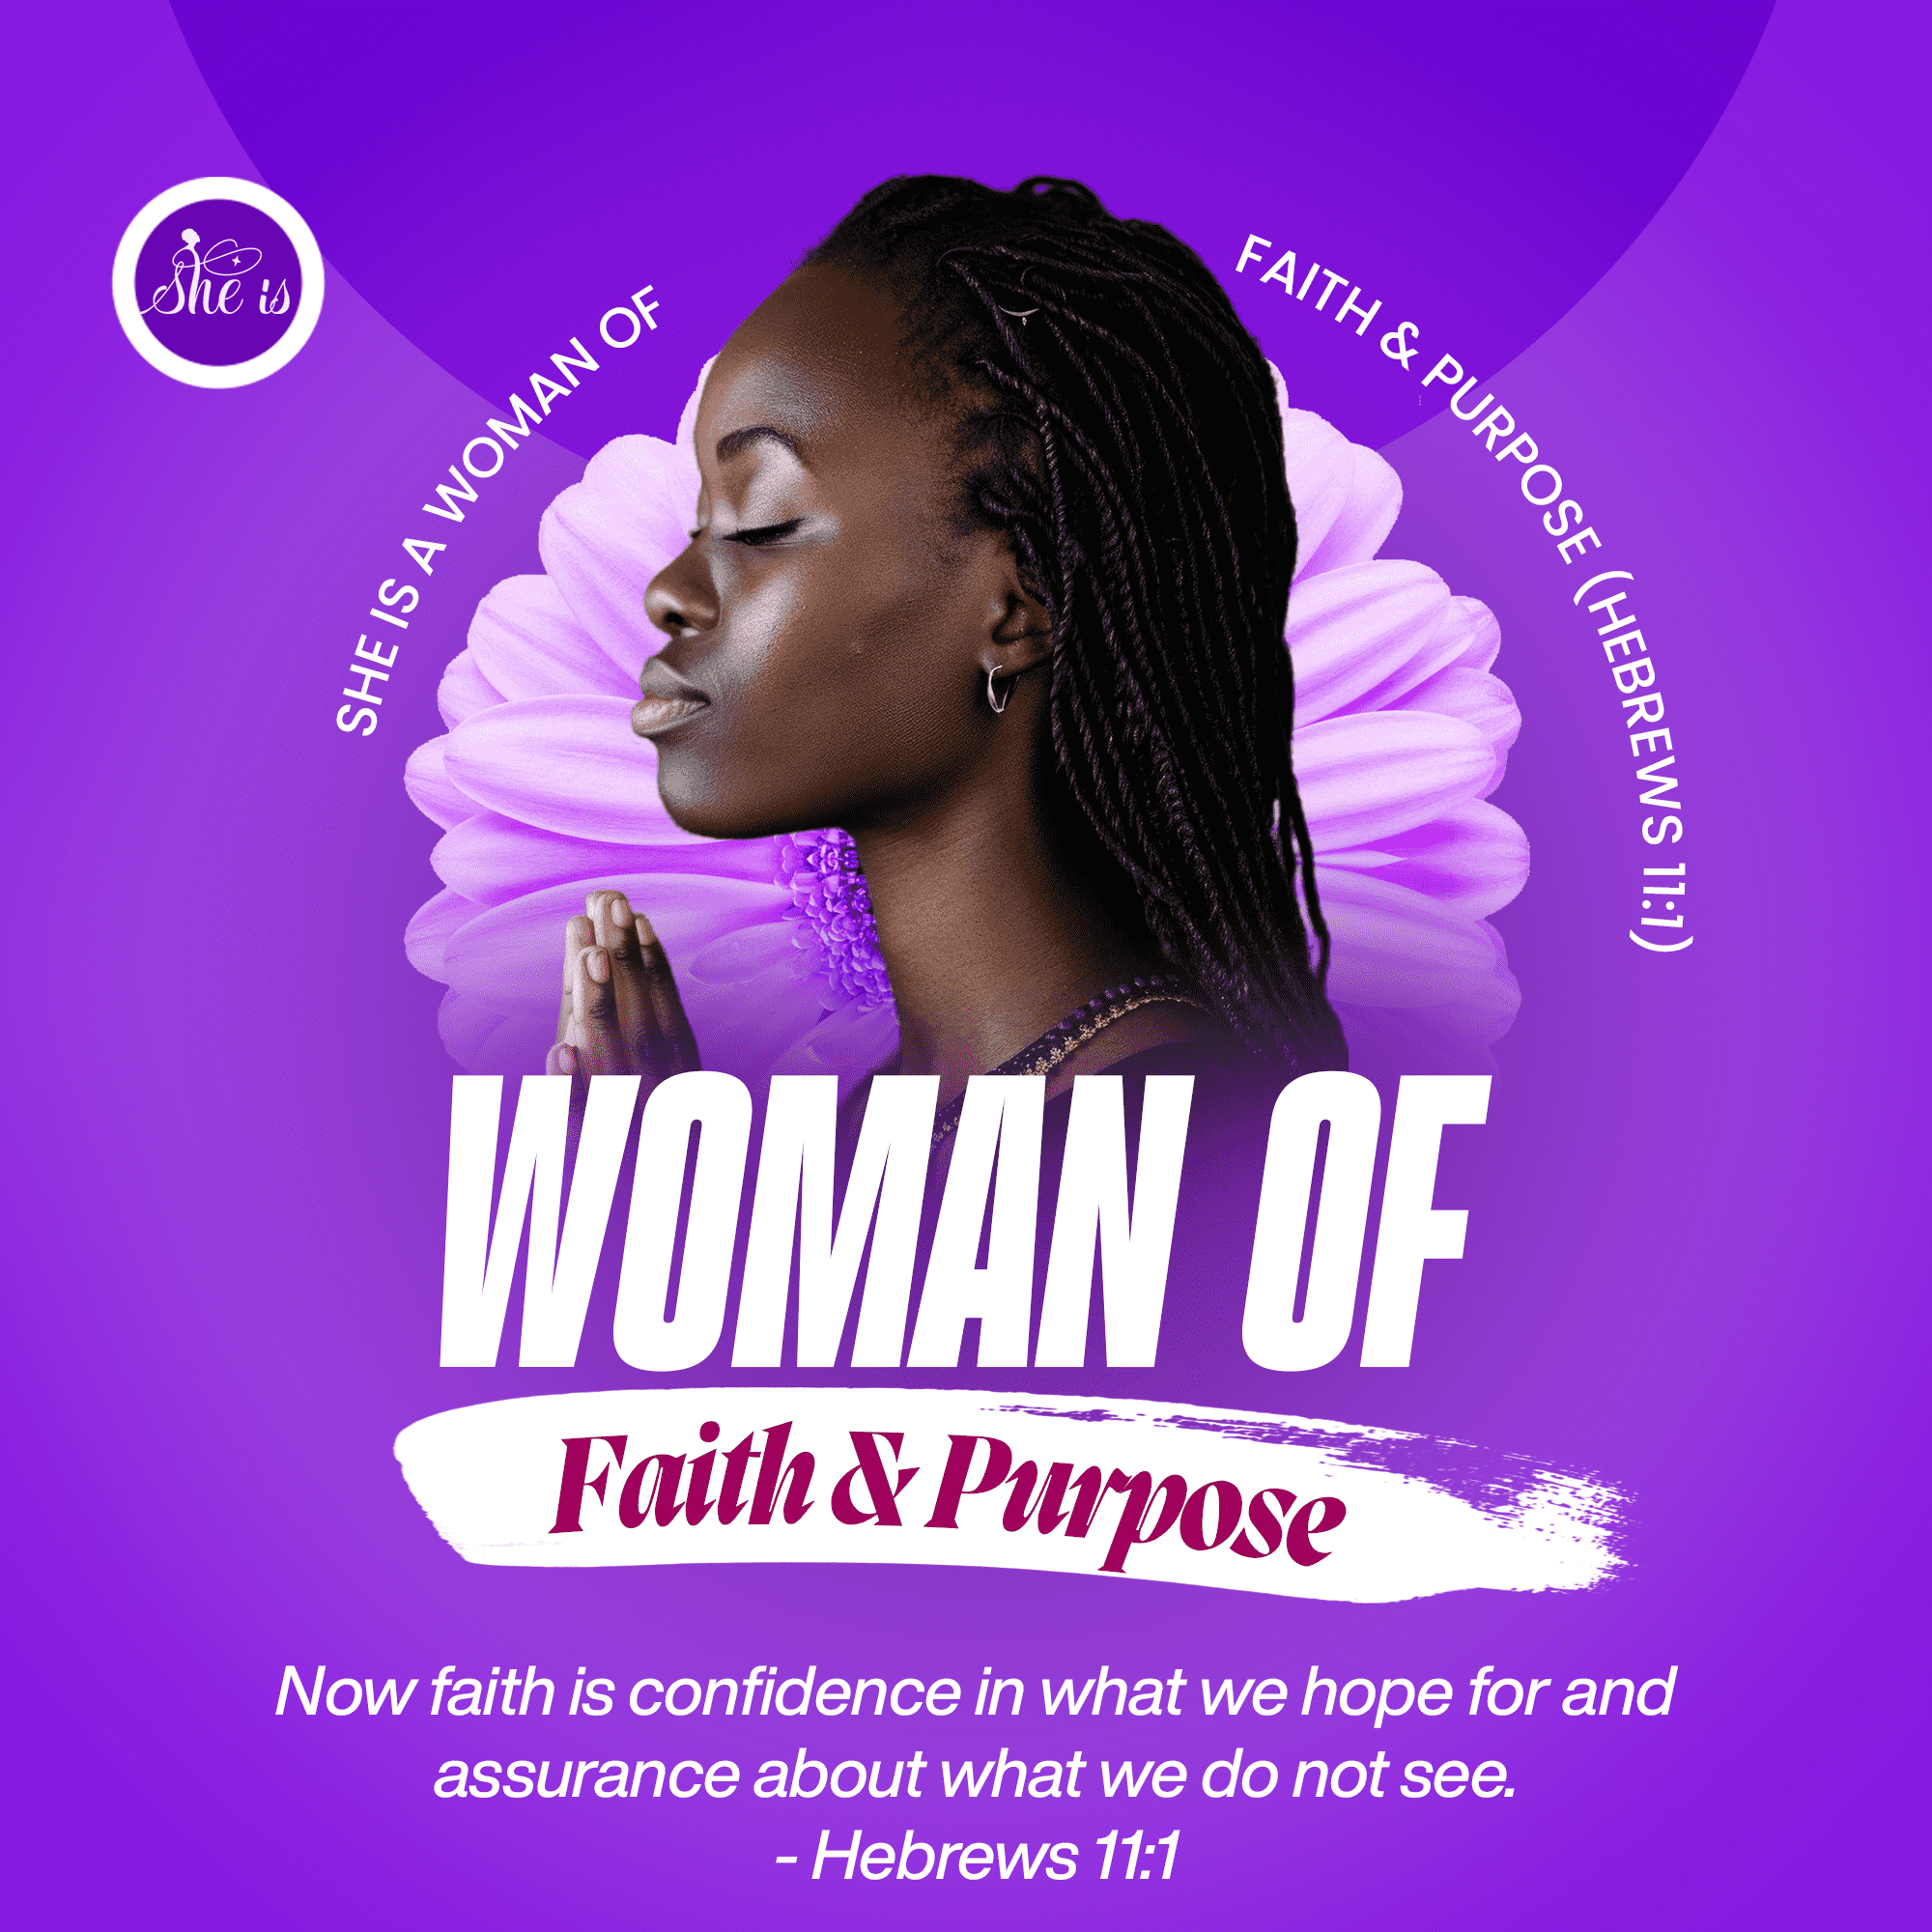 She is
SHE IS A WOMAN OF
FAITH & PURPOSE (HEBREWS 11:1)
WOMAN OF
Faith & Purpose
Now faith is confidence in what we hope for and
assurance about what we do not see.
- Hebrews 11:1